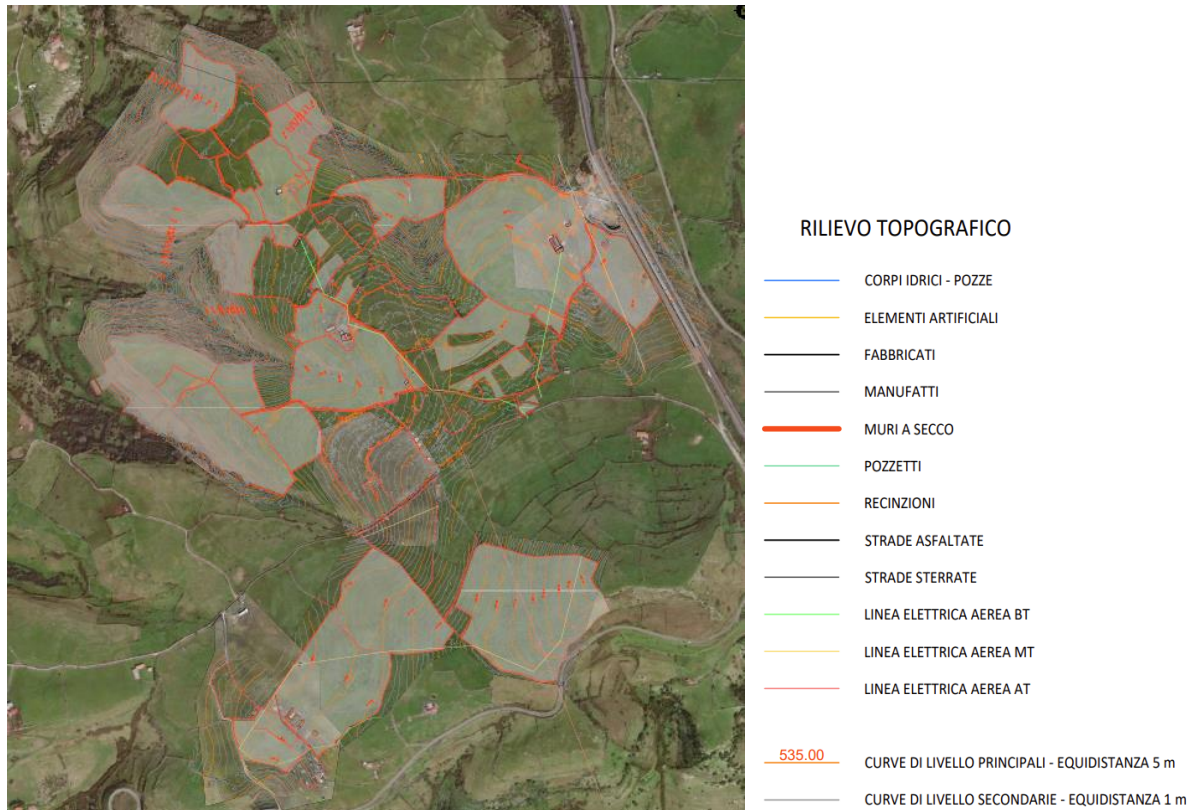 RILIEVO TOPOGRAFICO
CORPI IDRICI - POZZE
ELEMENTI ARTIFICIALI
FABBRICATI
MANUFATTI
MURI A SECCO
POZZETTI
RECINZIONI
STRADE ASFALTATE
STRADE STERRATE
LINEA ELETTRICA AEREA BT
LINEA ELETTRICA AEREA MT
LINEA ELETTRICA AEREA AT
535.00 CURVE DI LIVELLO PRINCIPALI - EQUIDISTANZA 5 m
CURVE DI LIVELLO SECONDARIE - EQUIDISTANZA 1 m